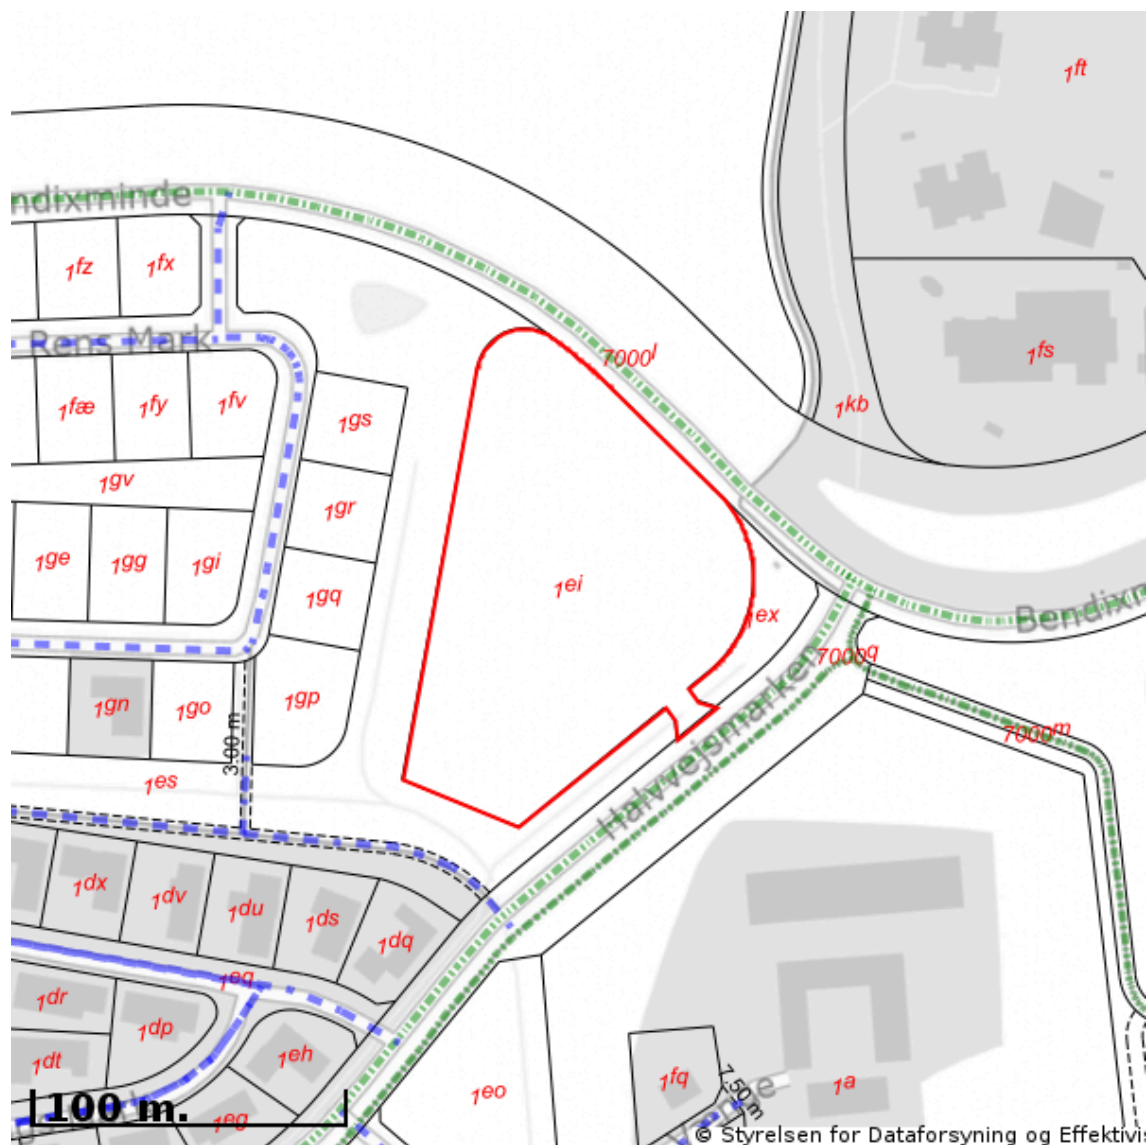 1ft
ndixminde
1fz
1fx
Rens Mark
7000l
1fs
1fæ
1fy
1fv
1gs
1kb
1gv
1gr
1ge
1gg
1gi
1ei
1gq
1ex
Bendixm
7000q
1gn
1go
1gp
3.00 m
7000m
1es
Halvvejsmarken
1dx
1dv
1du
1ds
1dq
1eq
1dr
1dp
1dt
1eh
1eo
1fq
1a
7.50 m
1eg
100 m.
© Styrelsen for Dataforsyning og Effektivi